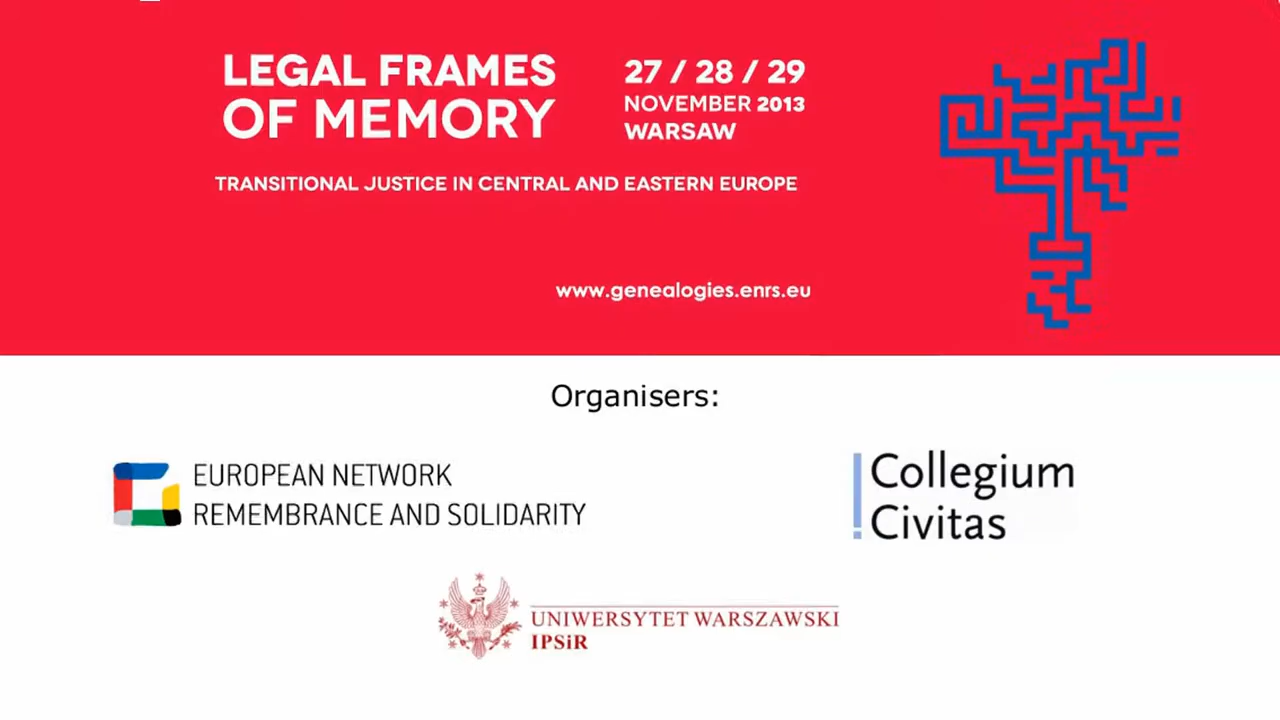 LEGAL FRAMES
OF MEMORY
27 / 28 / 29
NOVEMBER 2013
WARSAW
TRANSITIONAL JUSTICE IN CENTRAL AND EASTERN EUROPE
www.genealogies.enrs.eu
Organisers:
EUROPEAN NETWORK
REMEMBRANCE AND SOLIDARITY
Collegium
Civitas
UNIWERSYTET WARSZAWSKI
IPSiR